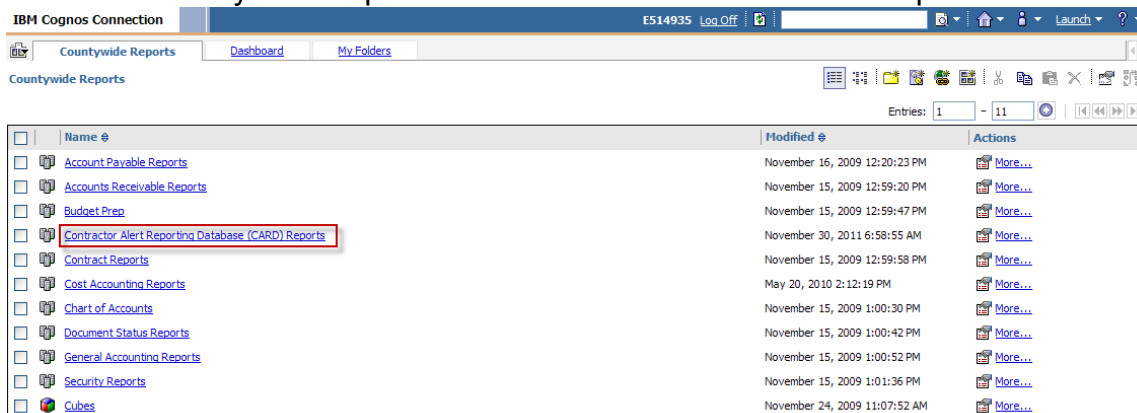 IBM Cognos Connection E514935 Log Off Launch ?
Countywide Reports Dashboard My Folders
Countywide Reports
Entries: 1 - 11
Name Modified Actions
Account Payable Reports November 16, 2009 12:20:23 PM More...
Accounts Receivable Reports November 15, 2009 12:59:20 PM More...
Budget Prep November 15, 2009 12:59:47 PM More...
Contractor Alert Reporting Database (CARD) Reports November 30, 2011 6:58:55 AM More...
Contract Reports November 15, 2009 12:59:58 PM More...
Cost Accounting Reports May 20, 2010 2:12:19 PM More...
Chart of Accounts November 15, 2009 1:00:30 PM More...
Document Status Reports November 15, 2009 1:00:42 PM More...
General Accounting Reports November 15, 2009 1:00:52 PM More...
Security Reports November 15, 2009 1:01:36 PM More...
Cubes November 24, 2009 11:07:52 AM More...